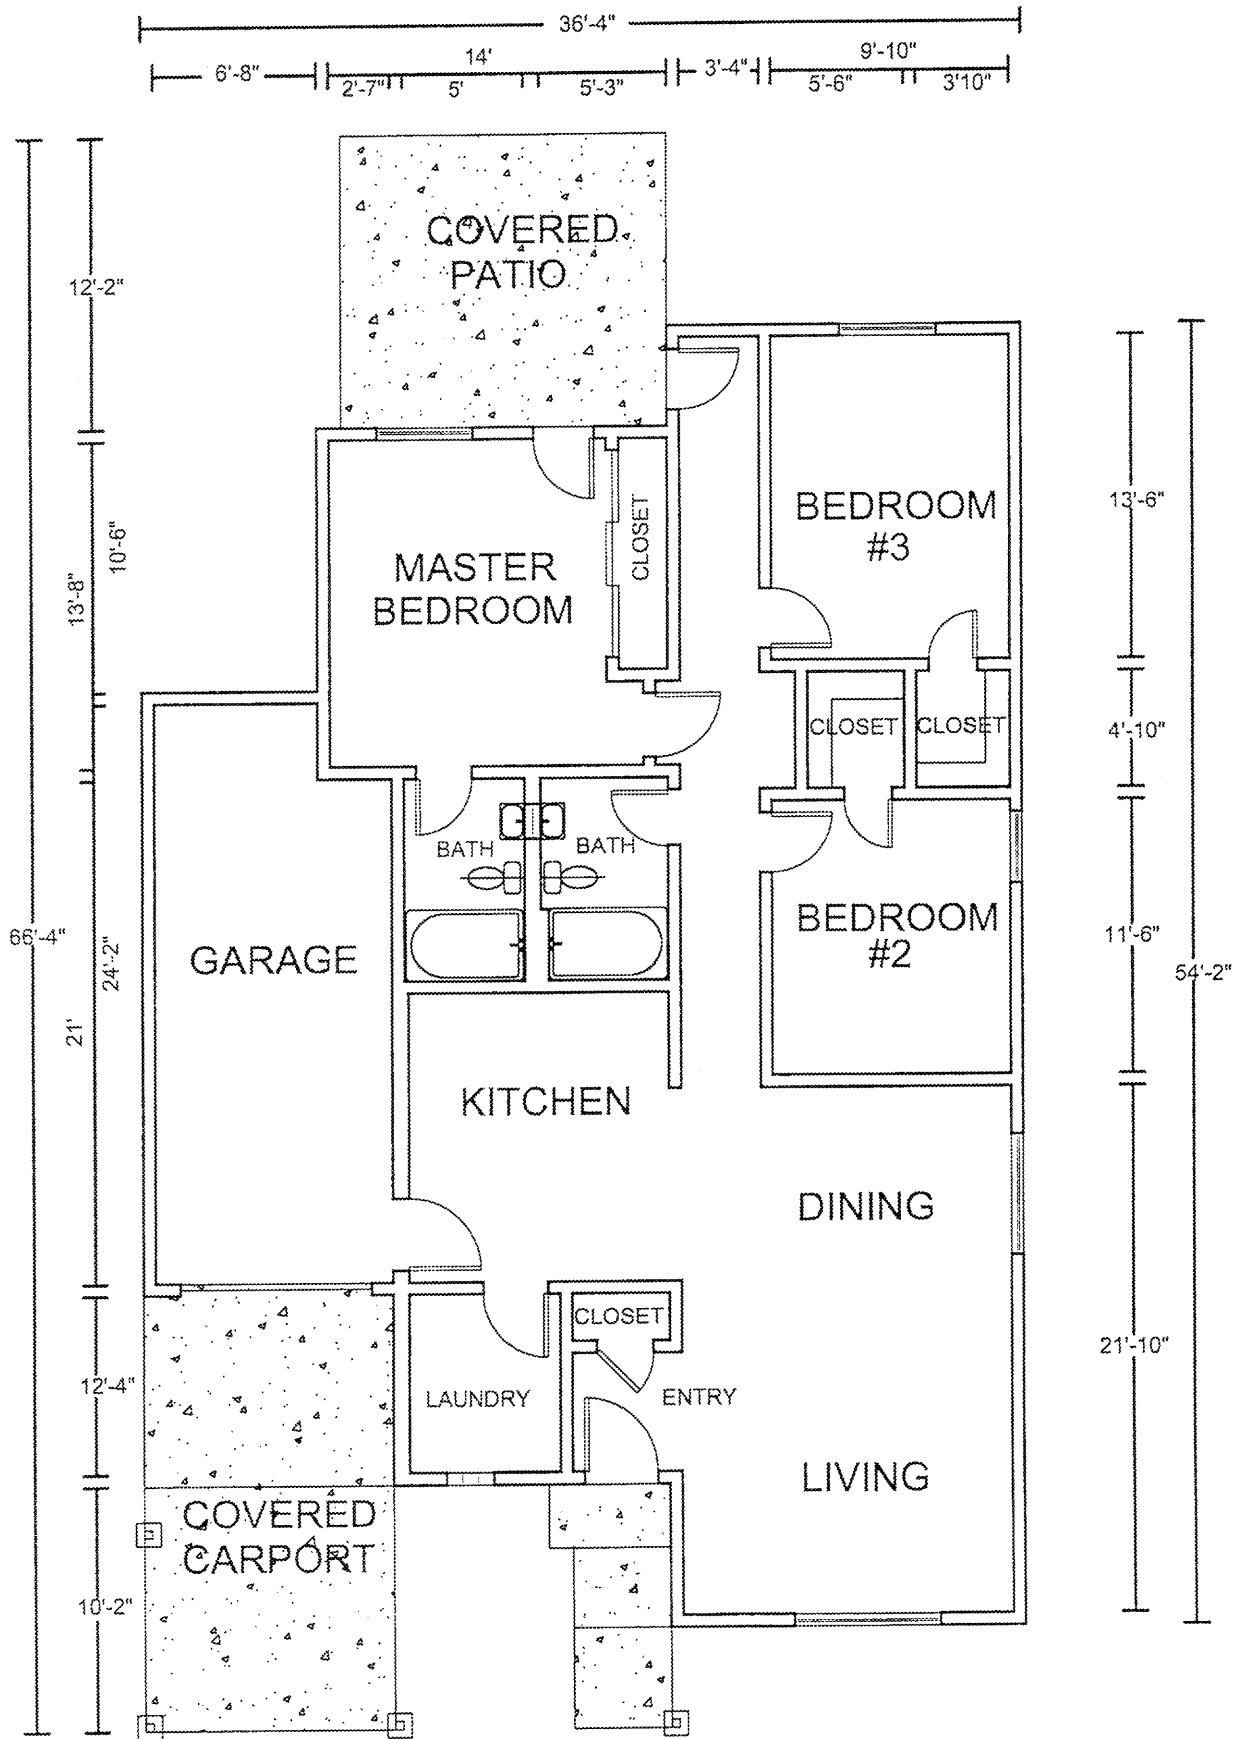 36'-4"
14'
9'-10"
6'-8"
3'-4"
2'-7"
5'
5'-3"
5'-6"
3'10"
COVERED
PATIO
12'-2"
BEDROOM
#3
13'-6"
CLOSET
10'-6"
MASTER
BEDROOM
13'-8"
CLOSET
CLOSET
4'-10"
BATH
BATH
BEDROOM
#2
11'-6"
66'-4"
GARAGE
24'-2"
54'-2"
21'
KITCHEN
DINING
CLOSET
21'-10"
12'-4"
LAUNDRY
ENTRY
LIVING
COVERED
CARPORT
10'-2"